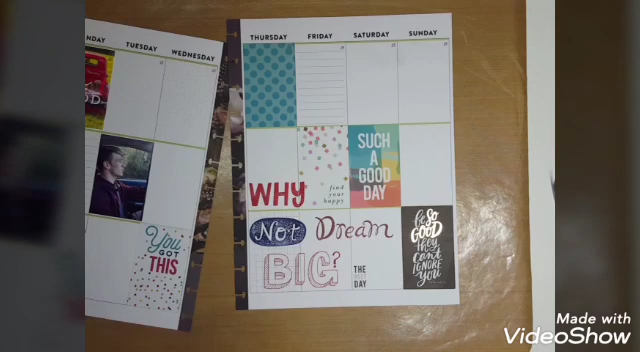 TUESDAY
WEDNESDAY
THURSDAY
FRIDAY
SATURDAY
SUNDAY
SUCH
A
GOOD
DAY
WHY
find
your
happy
You
GOT
THIS
Not Dream
BIG?
Be SO
GOOD
they
can't
IGNORE
YOU
THE
DAY
Made with
VideoShow